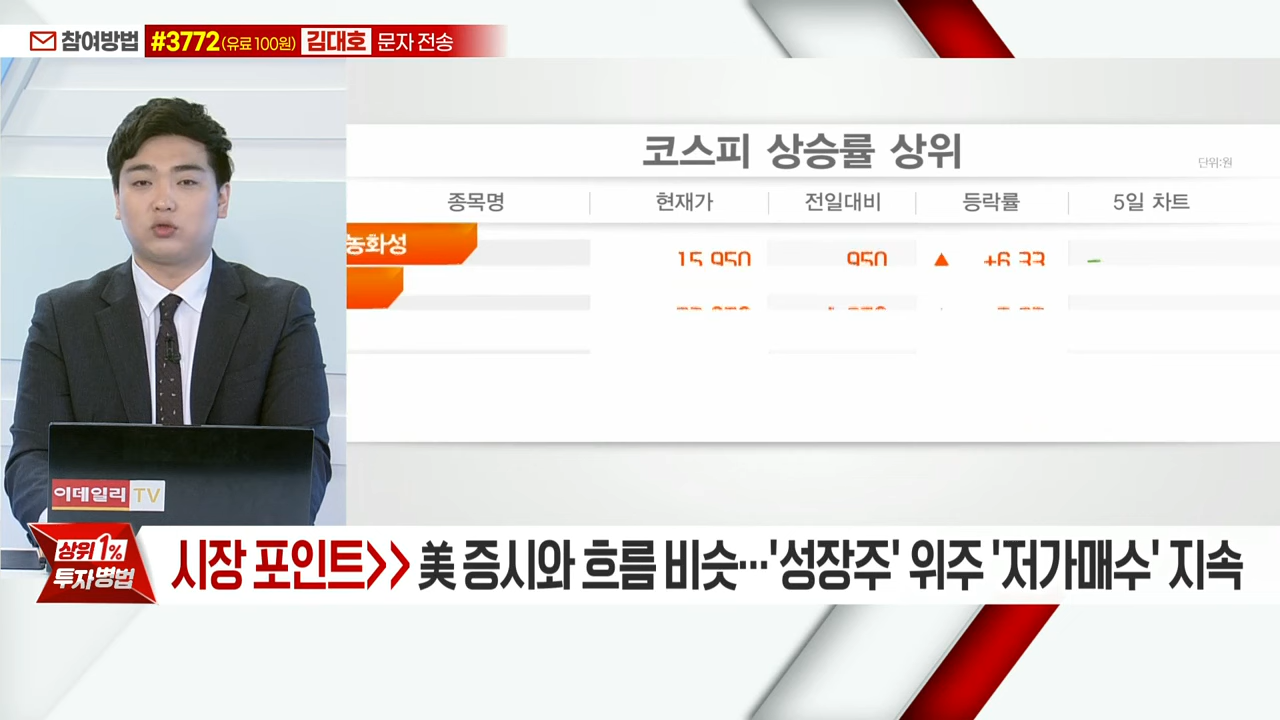 참여방법 #3772(유료 100원) 김대호 문자 전송
코스피 상승률 상위
단위:원
종목명 현재가 전일대비 등락률 5일 차트
농화성 15,950 950 ▲ +6.33
이데일리TV
상위 1%
투자병법
시장 포인트>> 美 증시와 흐름 비슷…'성장주' 위주 '저가매수' 지속